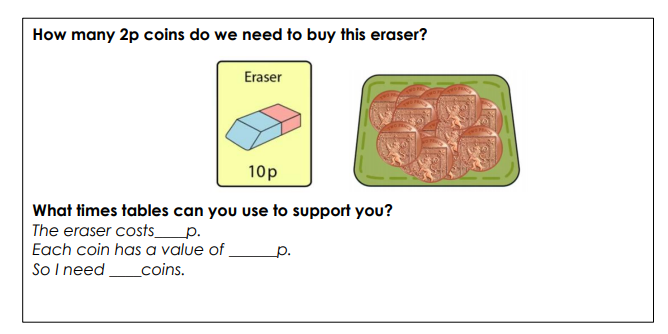 How many 2p coins do we need to buy this eraser?
Eraser
10p
What times tables can you use to support you?
The eraser costs____p.
Each coin has a value of ______p.
So I need ____coins.